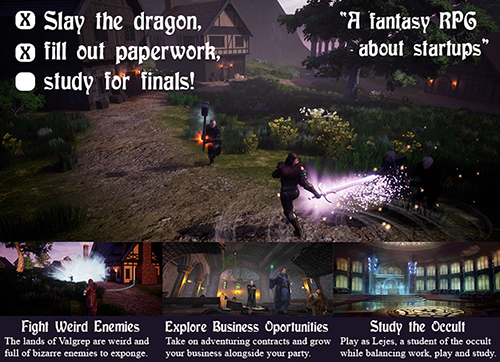 X Slay the dragon,
X fill out paperwork,
study for finals!
"A fantasy RPG
about startups"
Fight Weird Enemies
The lands of Valgrep are weird and
full of bizarre enemies to exponge.
Explore Business Oportunities
Take on adventuring contracts and grow
your business alongside your party.
Study the Occult
Play as Lejes, a student of the occult
while balancing work, play and study.